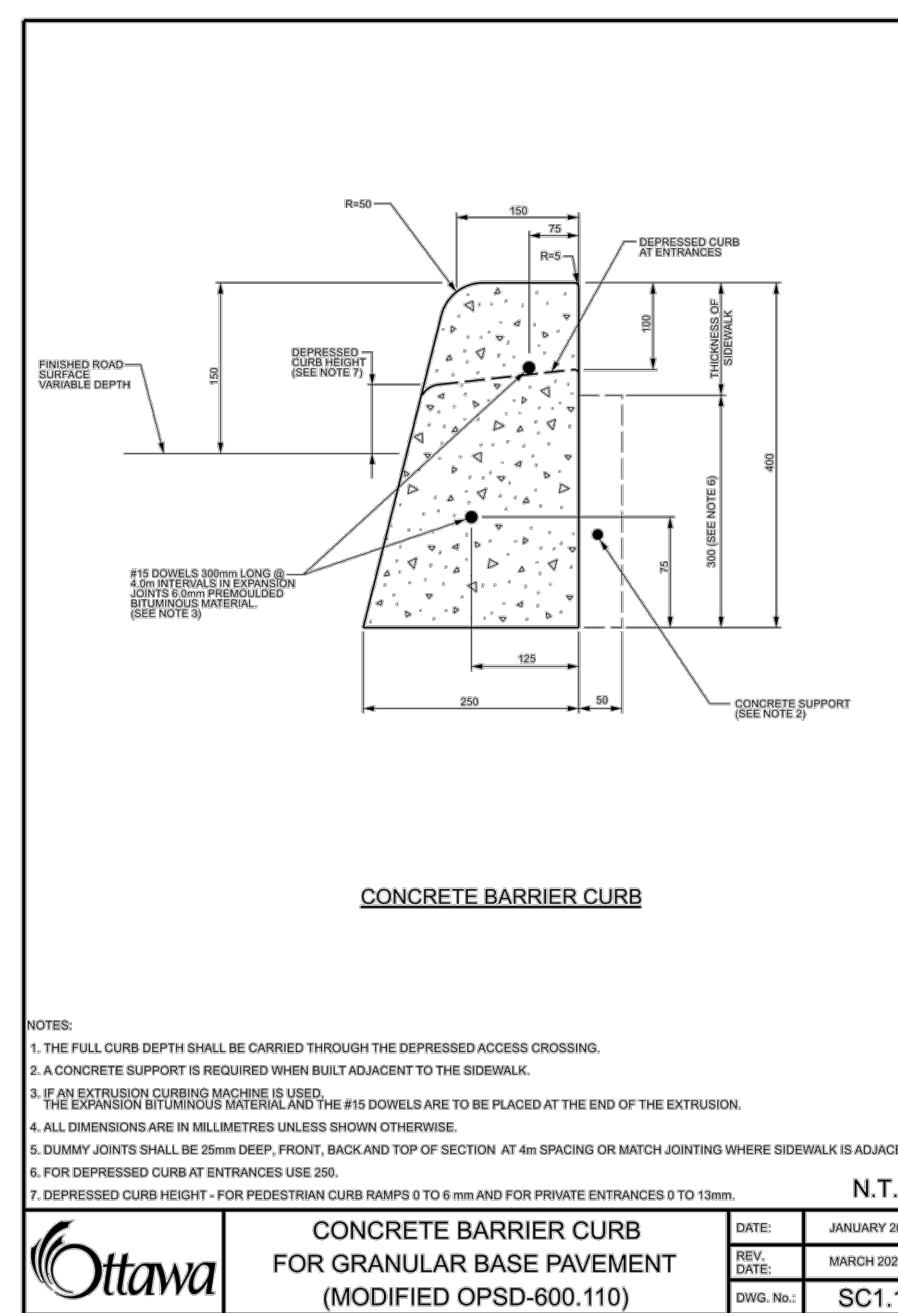 R=50
150
75
R=5
DEPRESSED CURB
AT ENTRANCES
100
THICKNESS OF
SIDEWALK
FINISHED ROAD
SURFACE
VARIABLE DEPTH
150
DEPRESSED
CURB HEIGHT
(SEE NOTE 7)
400
300 (SEE NOTE 6)
75
#15 DOWELS 300mm LONG @
4.0m INTERVALS IN EXPANSION
JOINTS 6.0mm PREMOULDED
BITUMINOUS MATERIAL.
(SEE NOTE 3)
125
250
50
CONCRETE SUPPORT
(SEE NOTE 2)
CONCRETE BARRIER CURB
NOTES:
1. THE FULL CURB DEPTH SHALL BE CARRIED THROUGH THE DEPRESSED ACCESS CROSSING.
2. A CONCRETE SUPPORT IS REQUIRED WHEN BUILT ADJACENT TO THE SIDEWALK.
3. IF AN EXTRUSION CURBING MACHINE IS USED,
THE EXPANSION BITUMINOUS MATERIAL AND THE #15 DOWELS ARE TO BE PLACED AT THE END OF THE EXTRUSION.
4. ALL DIMENSIONS ARE IN MILLIMETRES UNLESS SHOWN OTHERWISE.
5. DUMMY JOINTS SHALL BE 25mm DEEP, FRONT, BACK AND TOP OF SECTION AT 4m SPACING OR MATCH JOINTING WHERE SIDEWALK IS ADJACE
6. FOR DEPRESSED CURB AT ENTRANCES USE 250.
7. DEPRESSED CURB HEIGHT - FOR PEDESTRIAN CURB RAMPS 0 TO 6 mm AND FOR PRIVATE ENTRANCES 0 TO 13mm.
N.T.
Ottawa
CONCRETE BARRIER CURB
FOR GRANULAR BASE PAVEMENT
(MODIFIED OPSD-600.110)
DATE: JANUARY 20
REV. DATE: MARCH 202
DWG. No.: SC1.1